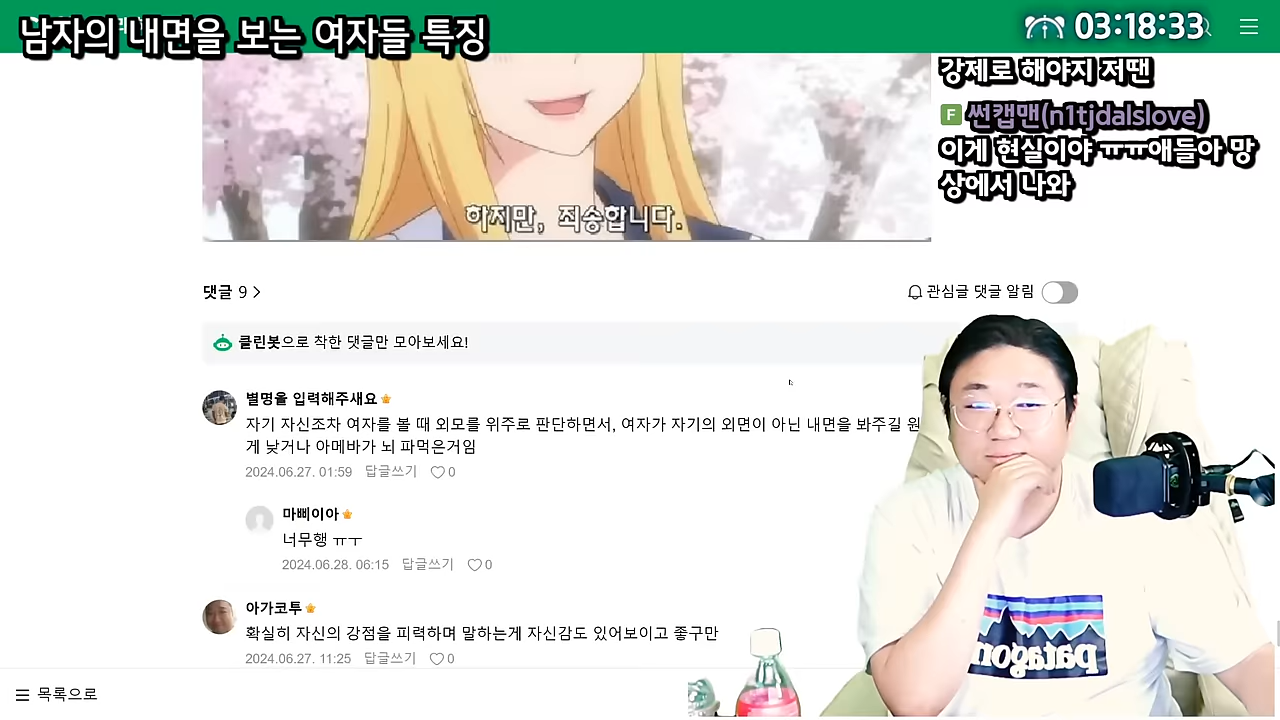 남자의 내면을 보는 여자들 특징
03:18:33
강제로 해야지 저땐
F 썬캡맨(n1tjdalslove)
이게 현실이야 ㅠㅠ애들아 망
상에서 나와
하지만, 죄송합니다.
댓글 9 >
관심글 댓글 알림
클린봇으로 착한 댓글만 모아보세요!
별명을 입력해주세요
자기 자신조차 여자를 볼 때 외모를 위주로 판단하면서, 여자가 자기의 외면이 아닌 내면을 봐주길 원
게 낮거나 아메바가 뇌 파먹은거임
2024.06.27. 01:59 답글쓰기 0
마삐이아
너무행 ㅠㅜ
2024.06.28. 06:15 답글쓰기 0
아가코투
확실히 자신의 강점을 피력하며 말하는게 자신감도 있어보이고 좋구만
2024.06.27. 11:25 답글쓰기 0
patagon
목록으로